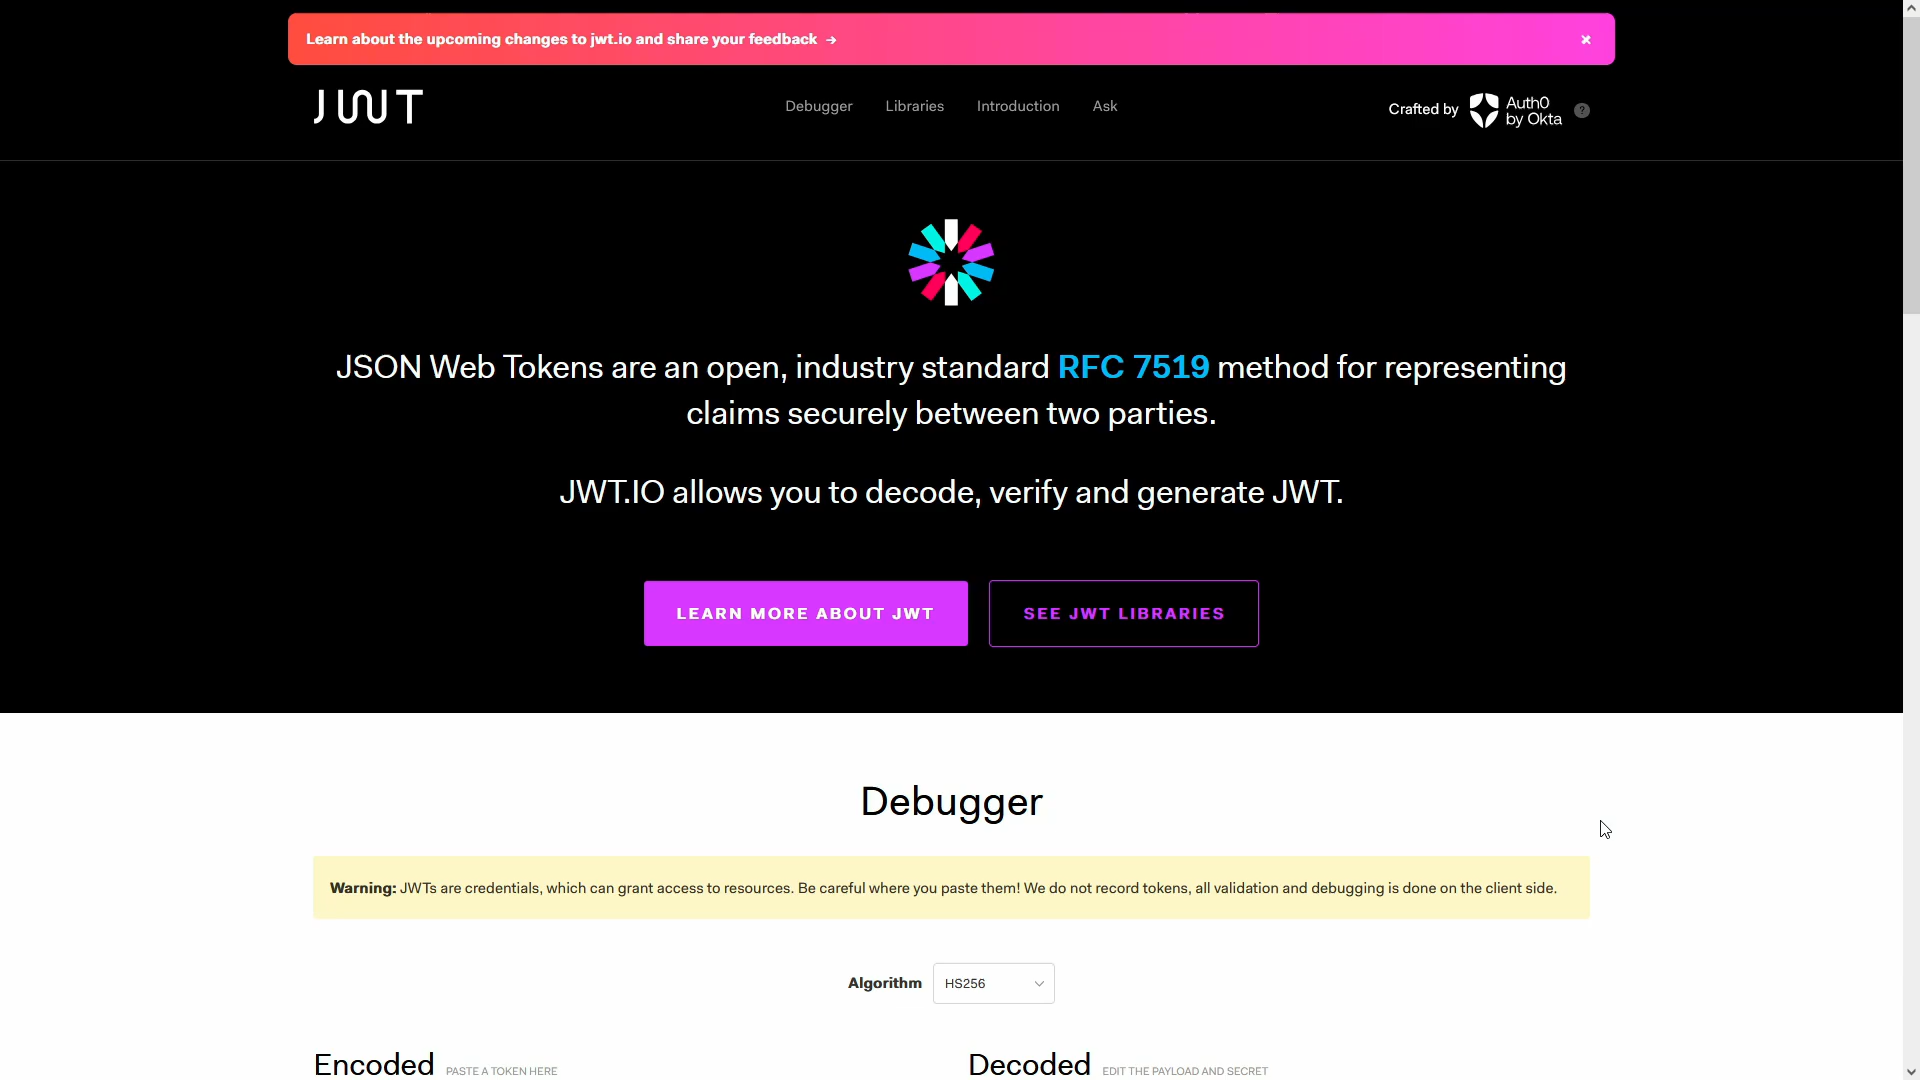 Learn about the upcoming changes to jwt.io and share your feedback →
JWT
Debugger Libraries Introduction Ask
Crafted by Auth0 by Okta ?
JSON Web Tokens are an open, industry standard RFC 7519 method for representing
claims securely between two parties.
JWT.IO allows you to decode, verify and generate JWT.
LEARN MORE ABOUT JWT
SEE JWT LIBRARIES
Debugger
Warning: JWTs are credentials, which can grant access to resources. Be careful where you paste them! We do not record tokens, all validation and debugging is done on the client side.
Algorithm HS256
Encoded PASTE A TOKEN HERE
Decoded EDIT THE PAYLOAD AND SECRET